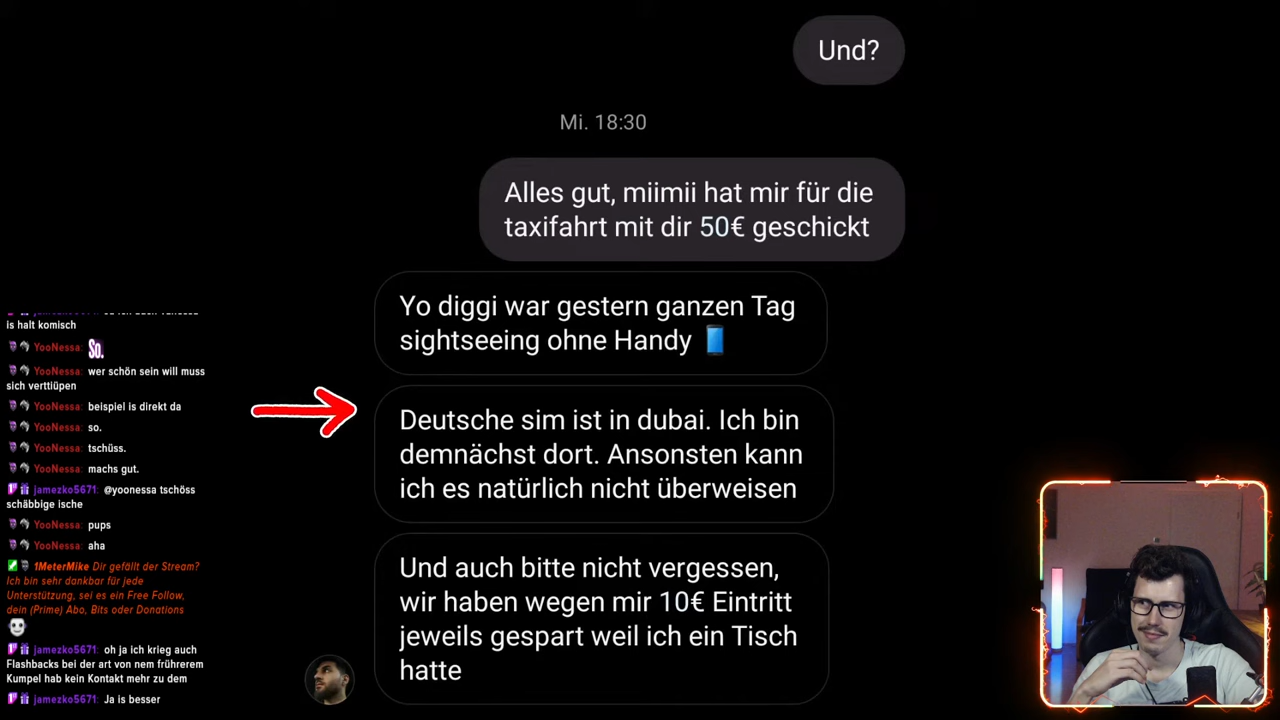 Und?
Mi. 18:30
Alles gut, miimii hat mir für die
taxifahrt mit dir 50€ geschickt
Yo diggi war gestern ganzen Tag
sightseeing ohne Handy
Deutsche sim ist in dubai. Ich bin
demnächst dort. Ansonsten kann
ich es natürlich nicht überweisen
Und auch bitte nicht vergessen,
wir haben wegen mir 10€ Eintritt
jeweils gespart weil ich ein Tisch
hatte
is halt komisch
YooNessa: So.
YooNessa: wer schön sein will muss
sich verttiüpen
YooNessa: beispiel is direkt da
YooNessa: so.
YooNessa: tschüss.
YooNessa: machs gut.
jamezko5671: @yoonessa tschöss
schäbbige ische
YooNessa: pups
YooNessa: aha
1MeterMike Dir gefällt der Stream?
Ich bin sehr dankbar für jede
Unterstützung, sei es ein Free Follow,
dein (Prime) Abo, Bits oder Donations
jamezko5671: oh ja ich krieg auch
Flashbacks bei der art von nem frührerem
Kumpel hab kein Kontakt mehr zu dem
jamezko5671: Ja is besser